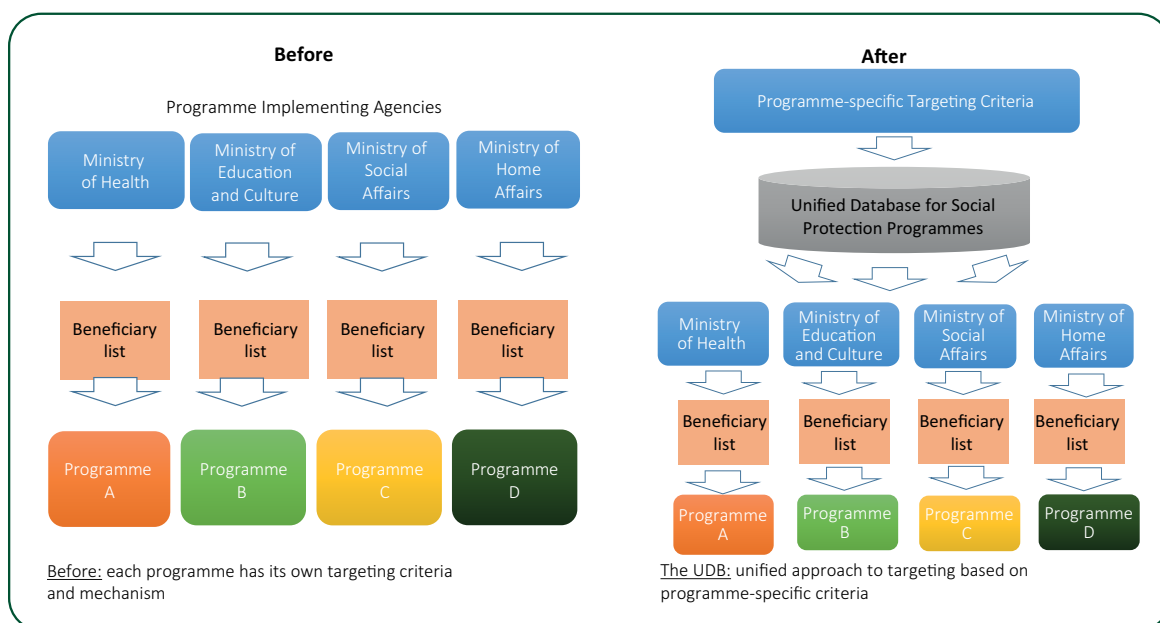 Before
Programme Implementing Agencies
Ministry
of Health
Ministry of
Education
and Culture
Ministry of
Social
Affairs
Ministry of
Home
Affairs
Beneficiary
list
Beneficiary
list
Beneficiary
list
Beneficiary
list
Programme
A
Programme
B
Programme
C
Programme
D
Before: each programme has its own targeting criteria
and mechanism
After
Programme-specific Targeting Criteria
Unified Database for Social
Protection Programmes
Ministry
of Health
Ministry of
Education
and Culture
Ministry of
Social
Affairs
Ministry of
Home
Affairs
Beneficiary
list
Beneficiary
list
Beneficiary
list
Beneficiary
list
Programme
A
Programme
B
Programme
C
Programme
D
The UDB: unified approach to targeting based on
programme-specific criteria